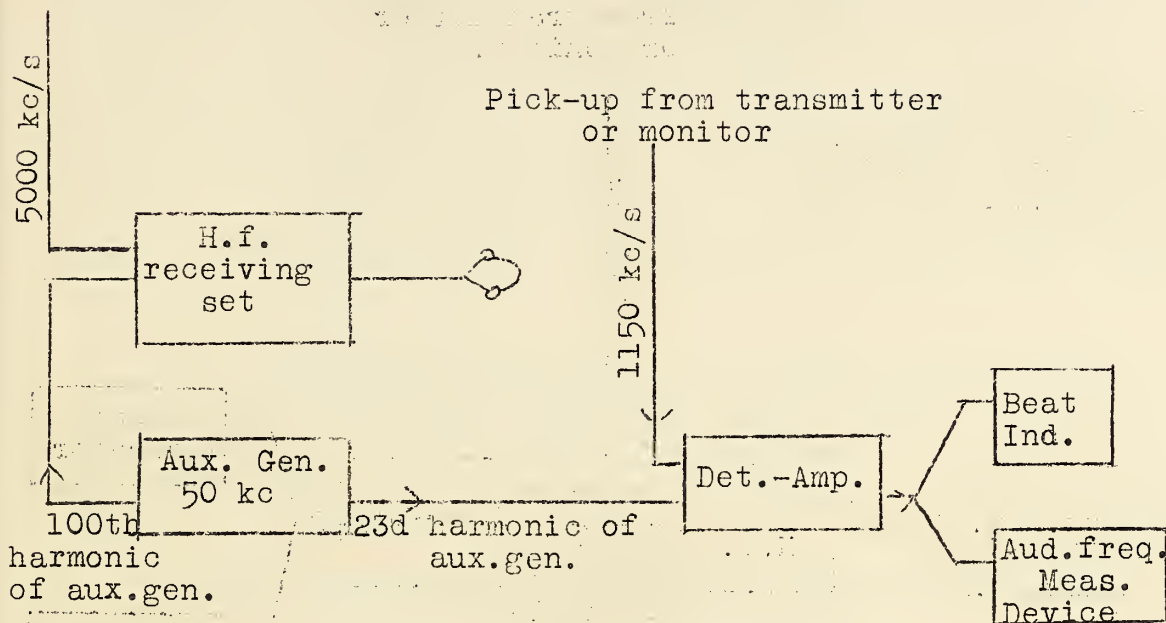 5000 kc/s
Pick-up from transmitter
or monitor
H.f.
receiving
set
1150 kc/s
Beat
Ind.
Aux. Gen.
50 kc
Det.-Amp.
100th
harmonic
of aux.gen.
23d harmonic of
aux.gen.
Aud.freq.
Meas.
Device